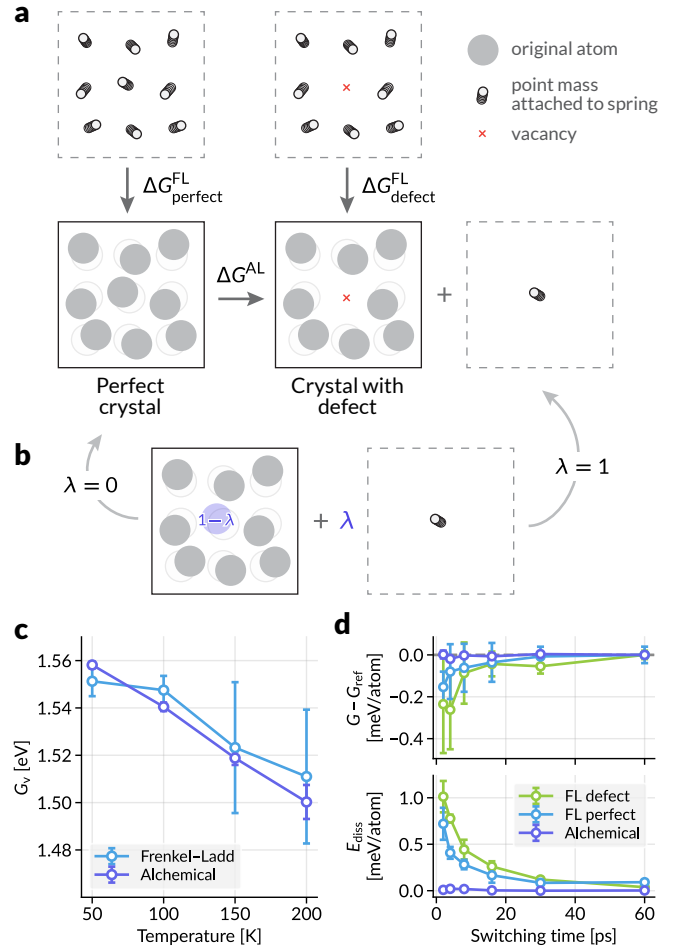 a
original atom
point mass
attached to spring
× vacancy
ΔG^FL_perfect
ΔG^FL_defect
ΔG^AL
+
Perfect
crystal
Crystal with
defect
b
λ = 0
1 − λ
+ λ
λ = 1
c
1.56
1.54
1.52
1.50
1.48
G_v [eV]
Frenkel–Ladd
Alchemical
50 100 150 200
Temperature [K]
d
0.0
−0.2
−0.4
G − G_ref
[meV/atom]
1.0
0.5
0.0
E_diss
[meV/atom]
FL defect
FL perfect
Alchemical
0 20 40 60
Switching time [ps]